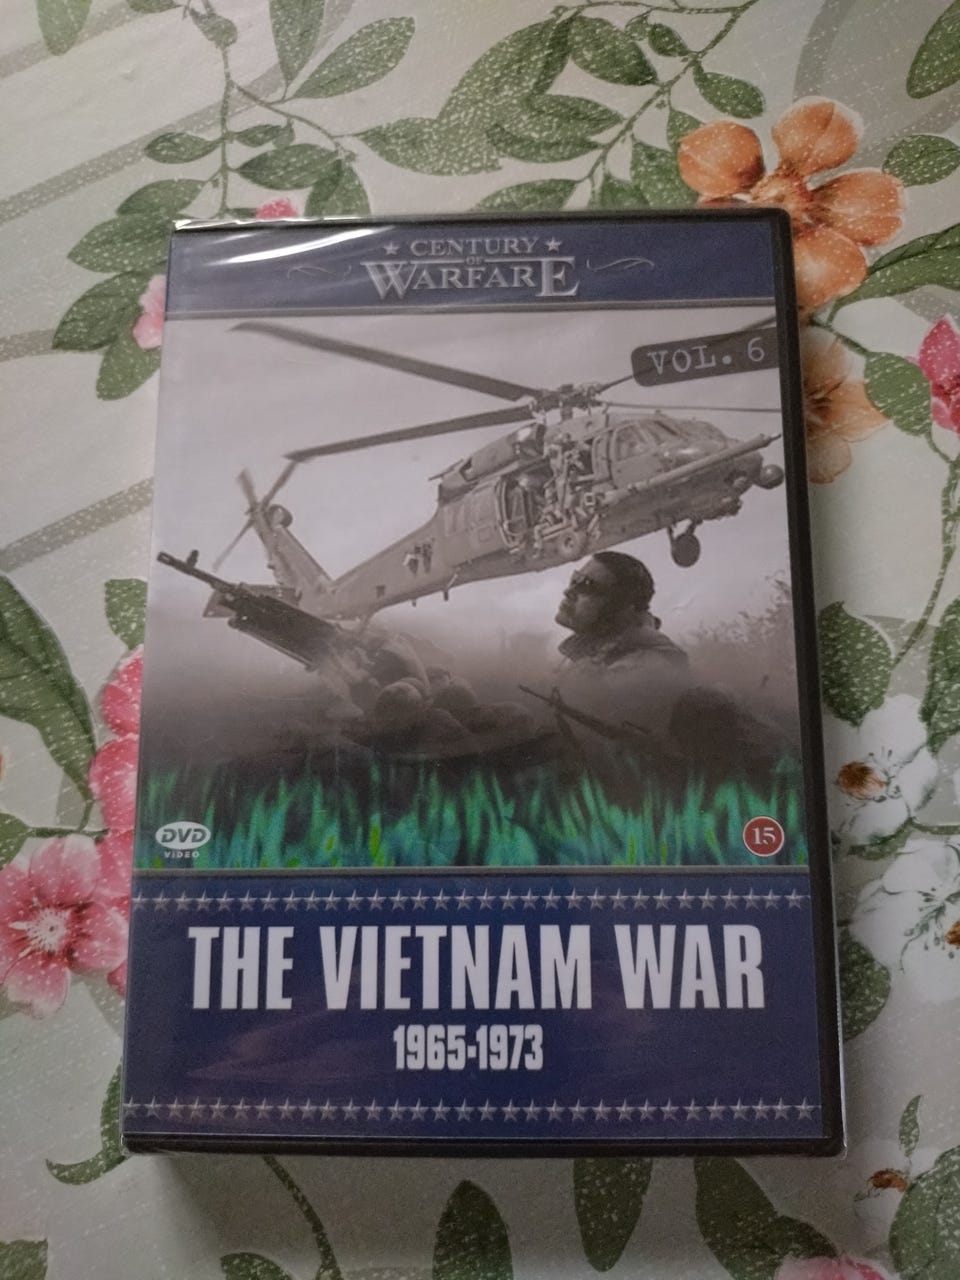 CENTURY
OF
WARFARE
VOL. 6
DVD
VIDEO
15
THE VIETNAM WAR
1965-1973